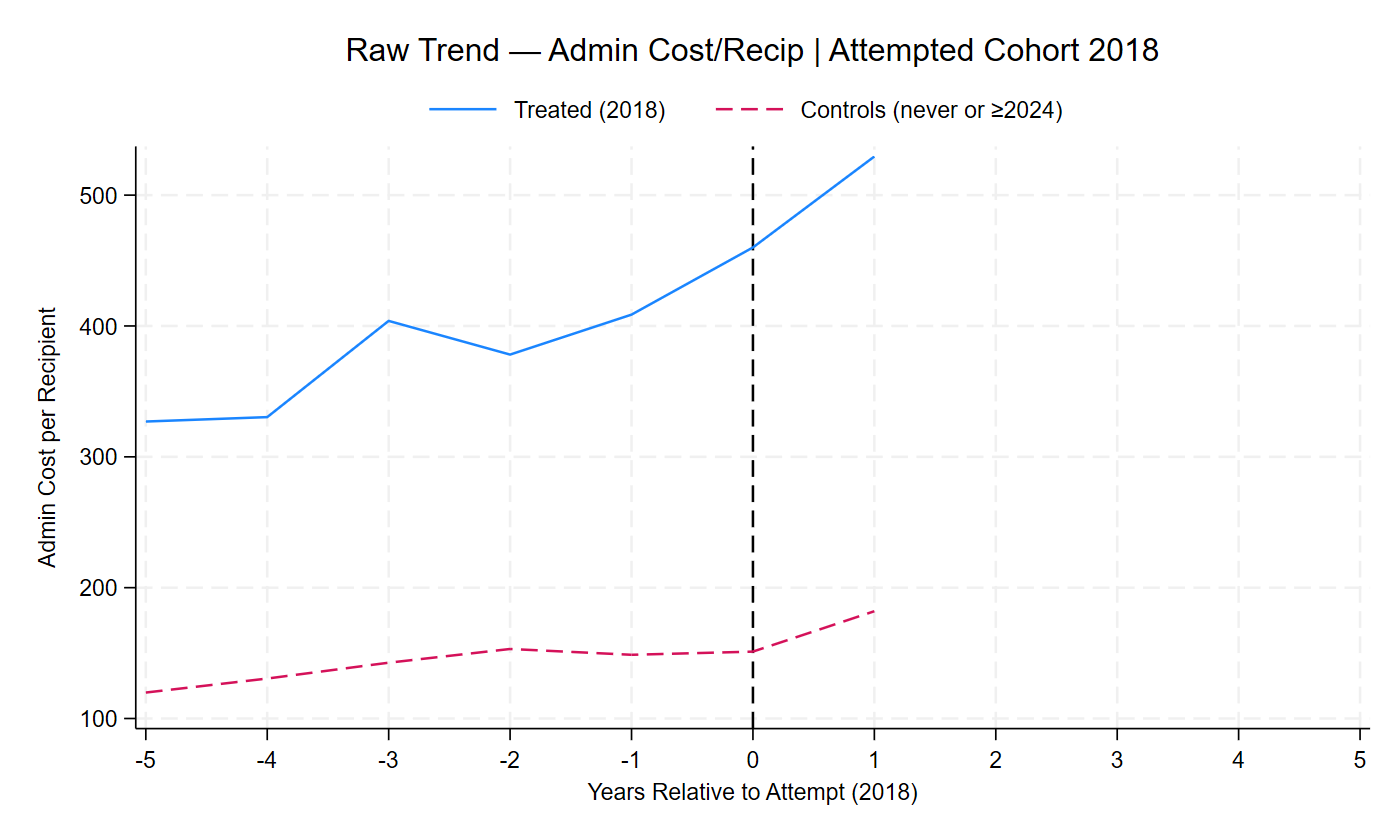 Raw Trend — Admin Cost/Recip | Attempted Cohort 2018
Treated (2018)
Controls (never or ≥2024)
Admin Cost per Recipient
500
400
300
200
100
-5 -4 -3 -2 -1 0 1 2 3 4 5
Years Relative to Attempt (2018)